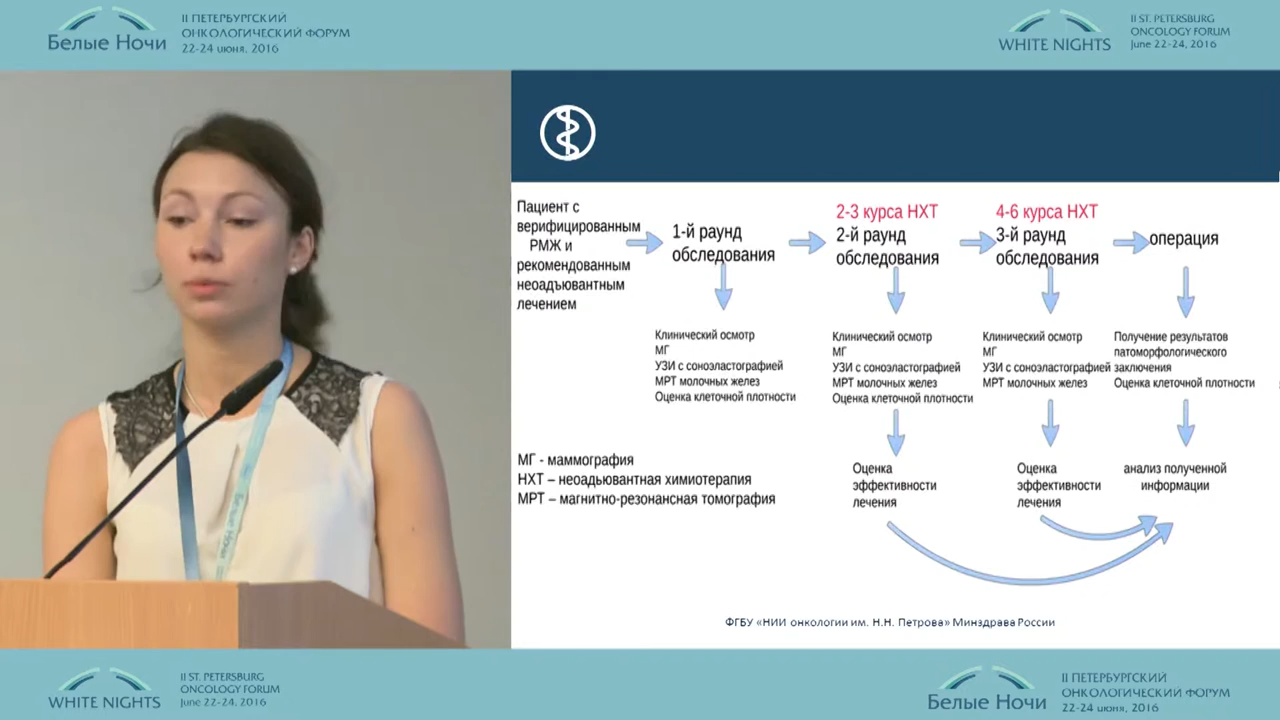 Белые Ночи
II ПЕТЕРБУРГСКИЙ
ОНКОЛОГИЧЕСКИЙ ФОРУМ
22-24 июня, 2016
WHITE NIGHTS
II ST. PETERSBURG
ONCOLOGY FORUM
June 22-24, 2016
Пациент с
верифицированным
РМЖ и
рекомендованным
неоадъювантным
лечением
1-й раунд
обследования
2-3 курса НХТ
2-й раунд
обследования
4-6 курса НХТ
3-й раунд
обследования
операция
Клинический осмотр
МГ
УЗИ с соноэластографией
МРТ молочных желез
Оценка клеточной плотности
Клинический осмотр
МГ
УЗИ с соноэластографией
МРТ молочных желез
Оценка клеточной плотности
Клинический осмотр
МГ
УЗИ с соноэластографией
МРТ молочных желез
Получение результатов
патоморфологического
заключения
Оценка клеточной плотности
Оценка
эффективности
лечения
Оценка
эффективности
лечения
анализ полученной
информации
МГ - маммография
НХТ – неоадьювантная химиотерапия
МРТ – магнитно-резонансная томография
ФГБУ «НИИ онкологии им. Н.Н. Петрова» Минздрава России
WHITE NIGHTS
II ST. PETERSBURG
ONCOLOGY FORUM
June 22-24, 2016
Белые Ночи
II ПЕТЕРБУРГСКИЙ
ОНКОЛОГИЧЕСКИЙ ФОРУМ
22-24 июня, 2016